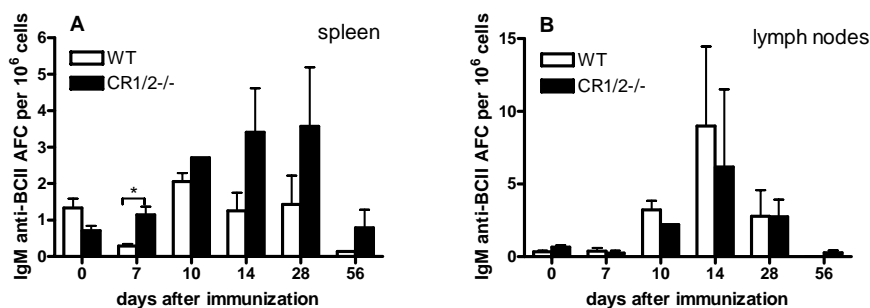 A
spleen
WT
CR1/2-/-
IgM anti-BCII AFC per 10⁶ cells
6
5
4
3
2
1
0
*
0 7 10 14 28 56
days after immunization
B
lymph nodes
WT
CR1/2-/-
IgM anti-BCII AFC per 10⁶ cells
15
10
5
0
0 7 10 14 28 56
days after immunization